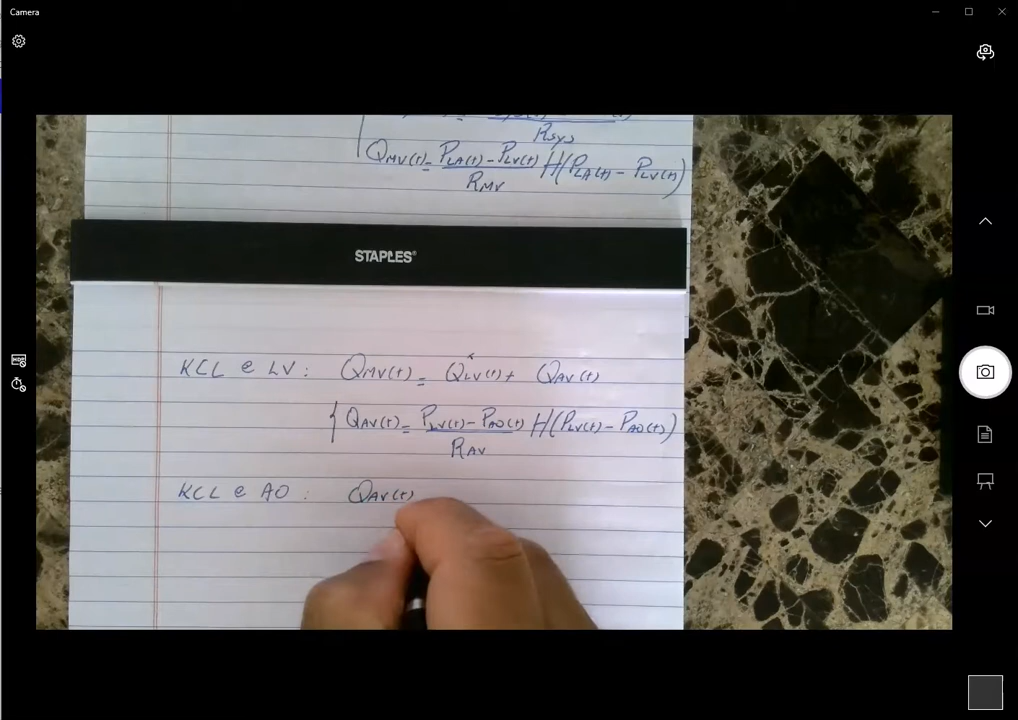 Camera
RSYS
QMV(t) = PLA(t) - PLV(t) H(PLA(t) - PLV(t))
RMV
STAPLES®
KCL @ LV : QMV(t) = QLV(t) + QAV(t)
{ QAV(t) = PLV(t) - PAO(t) H(PLV(t) - PAO(t))
RAV
KCL @ AO : QAV(t)